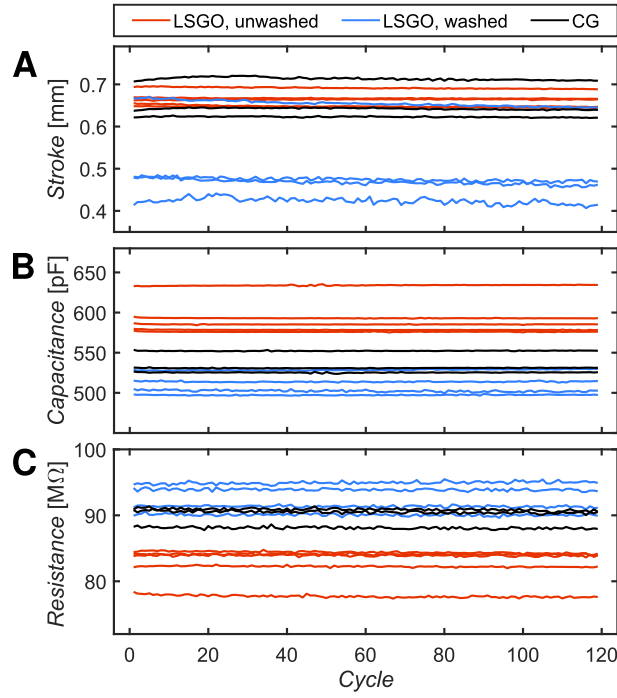 LSGO, unwashed LSGO, washed CG
A
Stroke [mm]
0.7
0.6
0.5
0.4
B
Capacitance [pF]
650
600
550
500
C
Resistance [MΩ]
100
90
80
0 20 40 60 80 100 120
Cycle